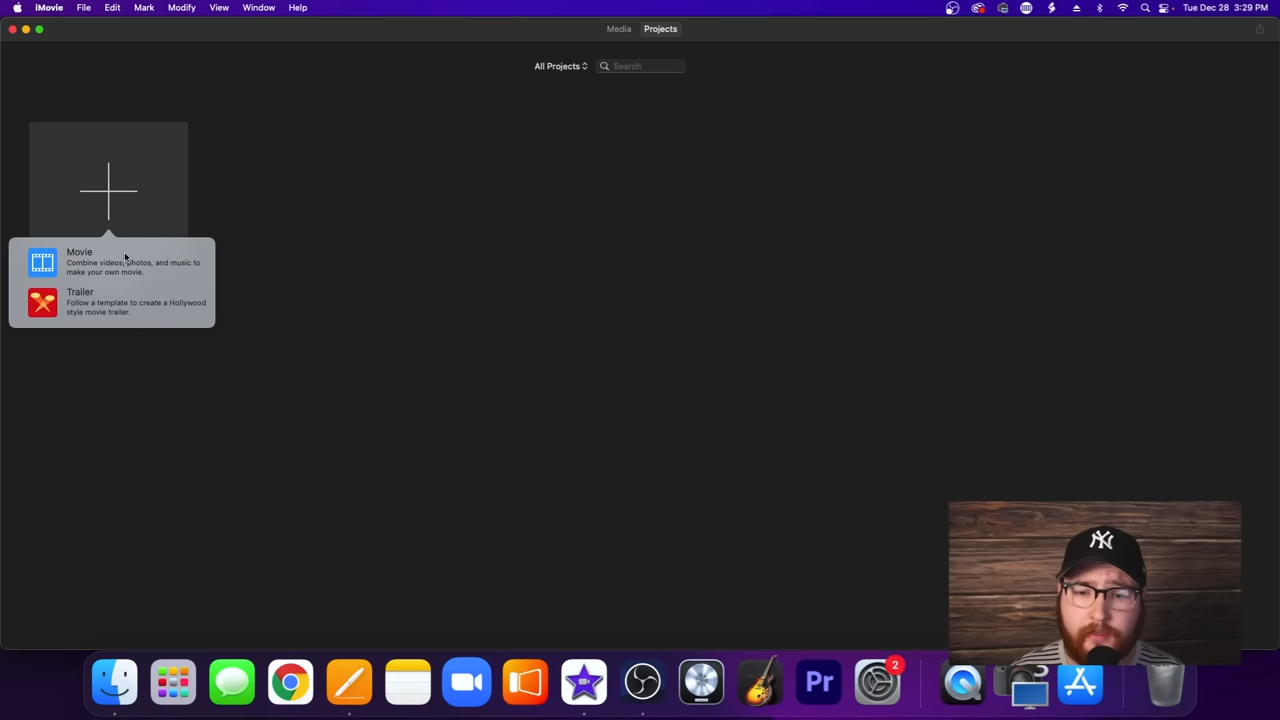 iMovie File Edit Mark Modify View Window Help Tue Dec 28 3:29 PM
Media Projects
All Projects Search
Movie
Combine videos, photos, and music to
make your own movie.
Trailer
Follow a template to create a Hollywood
style movie trailer.
NY
Pr
2